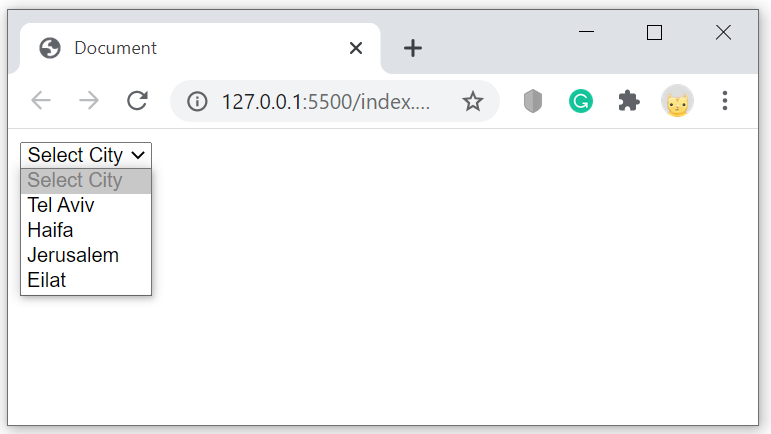 Document
127.0.0.1:5500/index....
Select City
Select City
Tel Aviv
Haifa
Jerusalem
Eilat